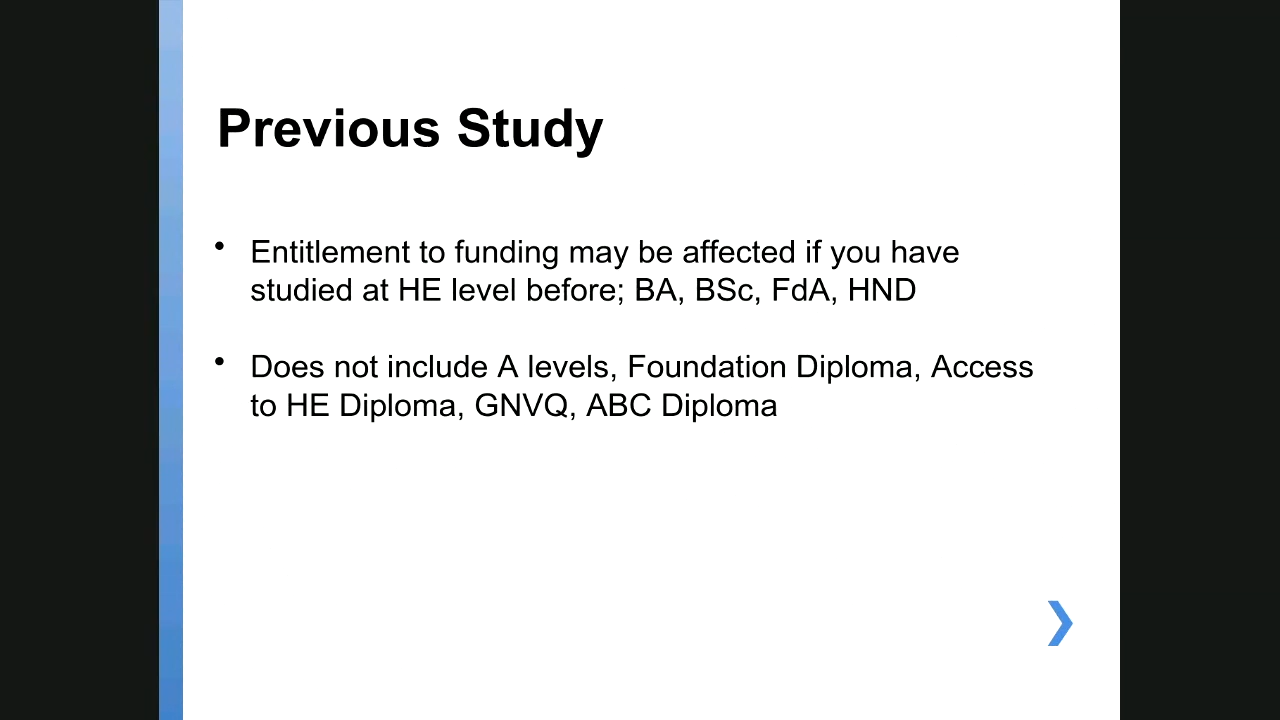 Previous Study
• Entitlement to funding may be affected if you have
studied at HE level before; BA, BSc, FdA, HND
• Does not include A levels, Foundation Diploma, Access
to HE Diploma, GNVQ, ABC Diploma